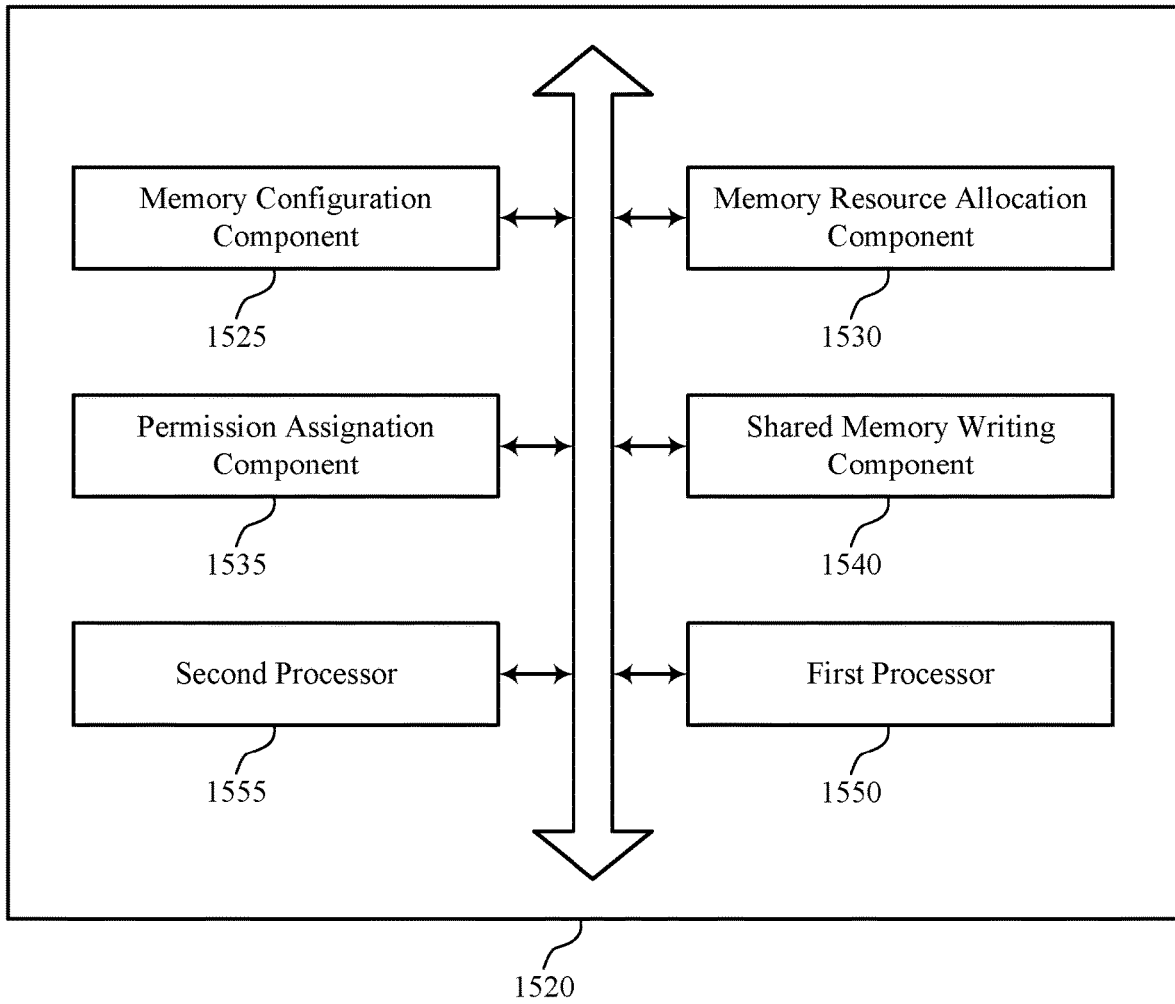 Memory Configuration
Component
1525
Memory Resource Allocation
Component
1530
Permission Assignation
Component
1535
Shared Memory Writing
Component
1540
Second Processor
1555
First Processor
1550
1520